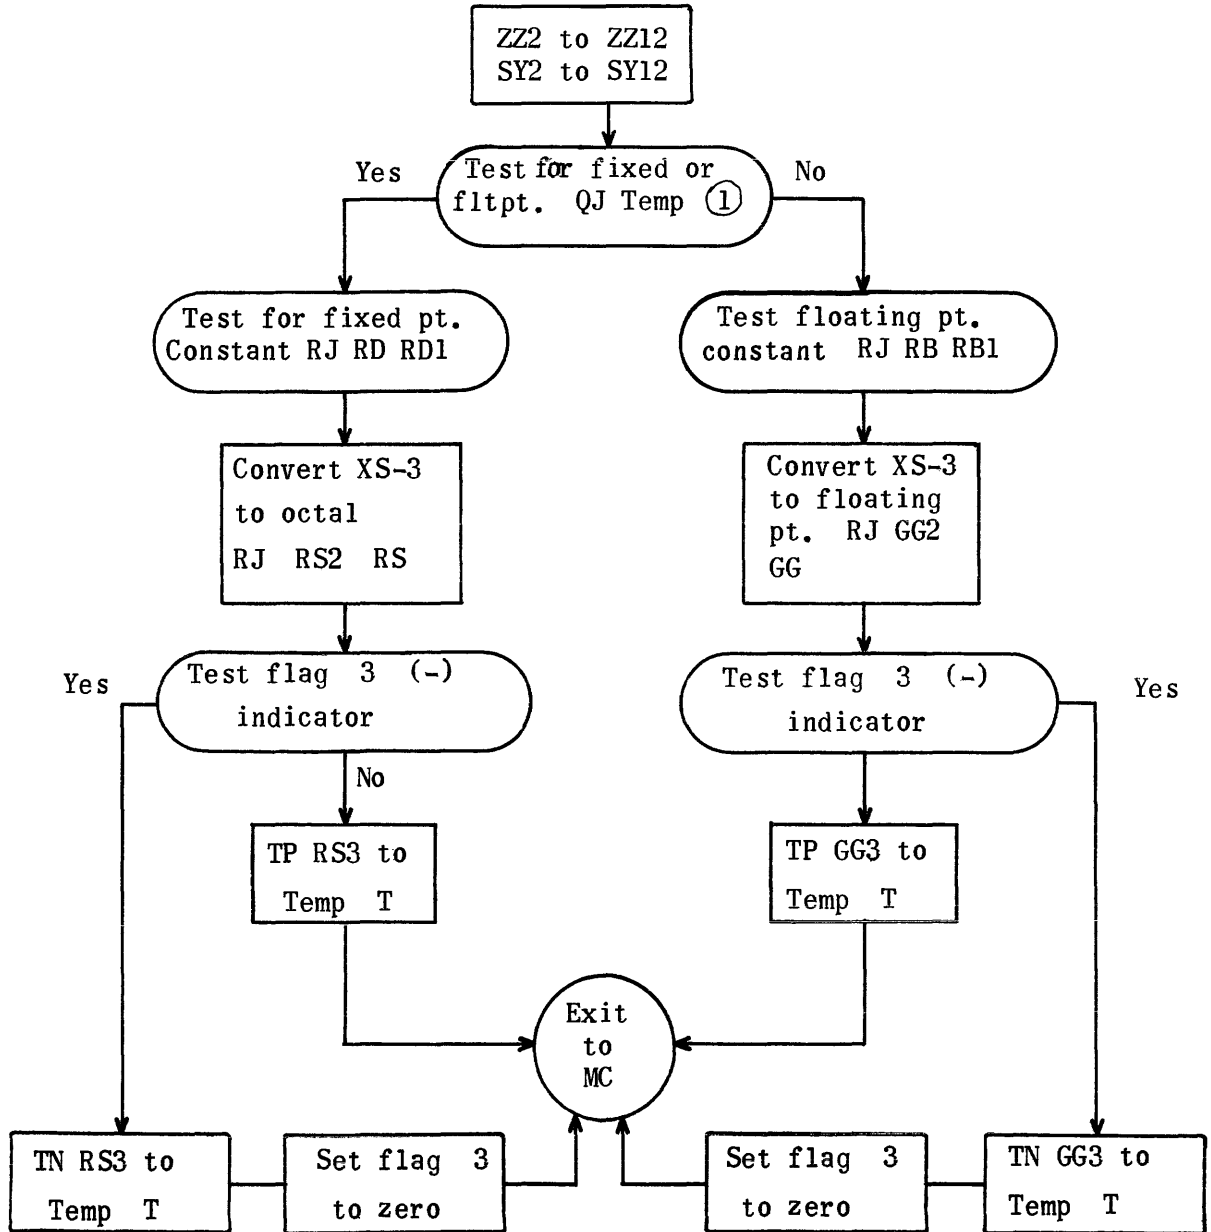 ZZ2 to ZZ12
SY2 to SY12
Yes
Test for fixed or
fltpt. QJ Temp 1
No
Test for fixed pt.
Constant RJ RD RD1
Test floating pt.
constant RJ RB RB1
Convert XS-3
to octal
RJ RS2 RS
Convert XS-3
to floating
pt. RJ GG2
GG
Yes
Test flag 3 (-)
indicator
Test flag 3 (-)
indicator
Yes
No
TP RS3 to
Temp T
TP GG3 to
Temp T
Exit
to
MC
TN RS3 to
Temp T
Set flag 3
to zero
Set flag 3
to zero
TN GG3 to
Temp T